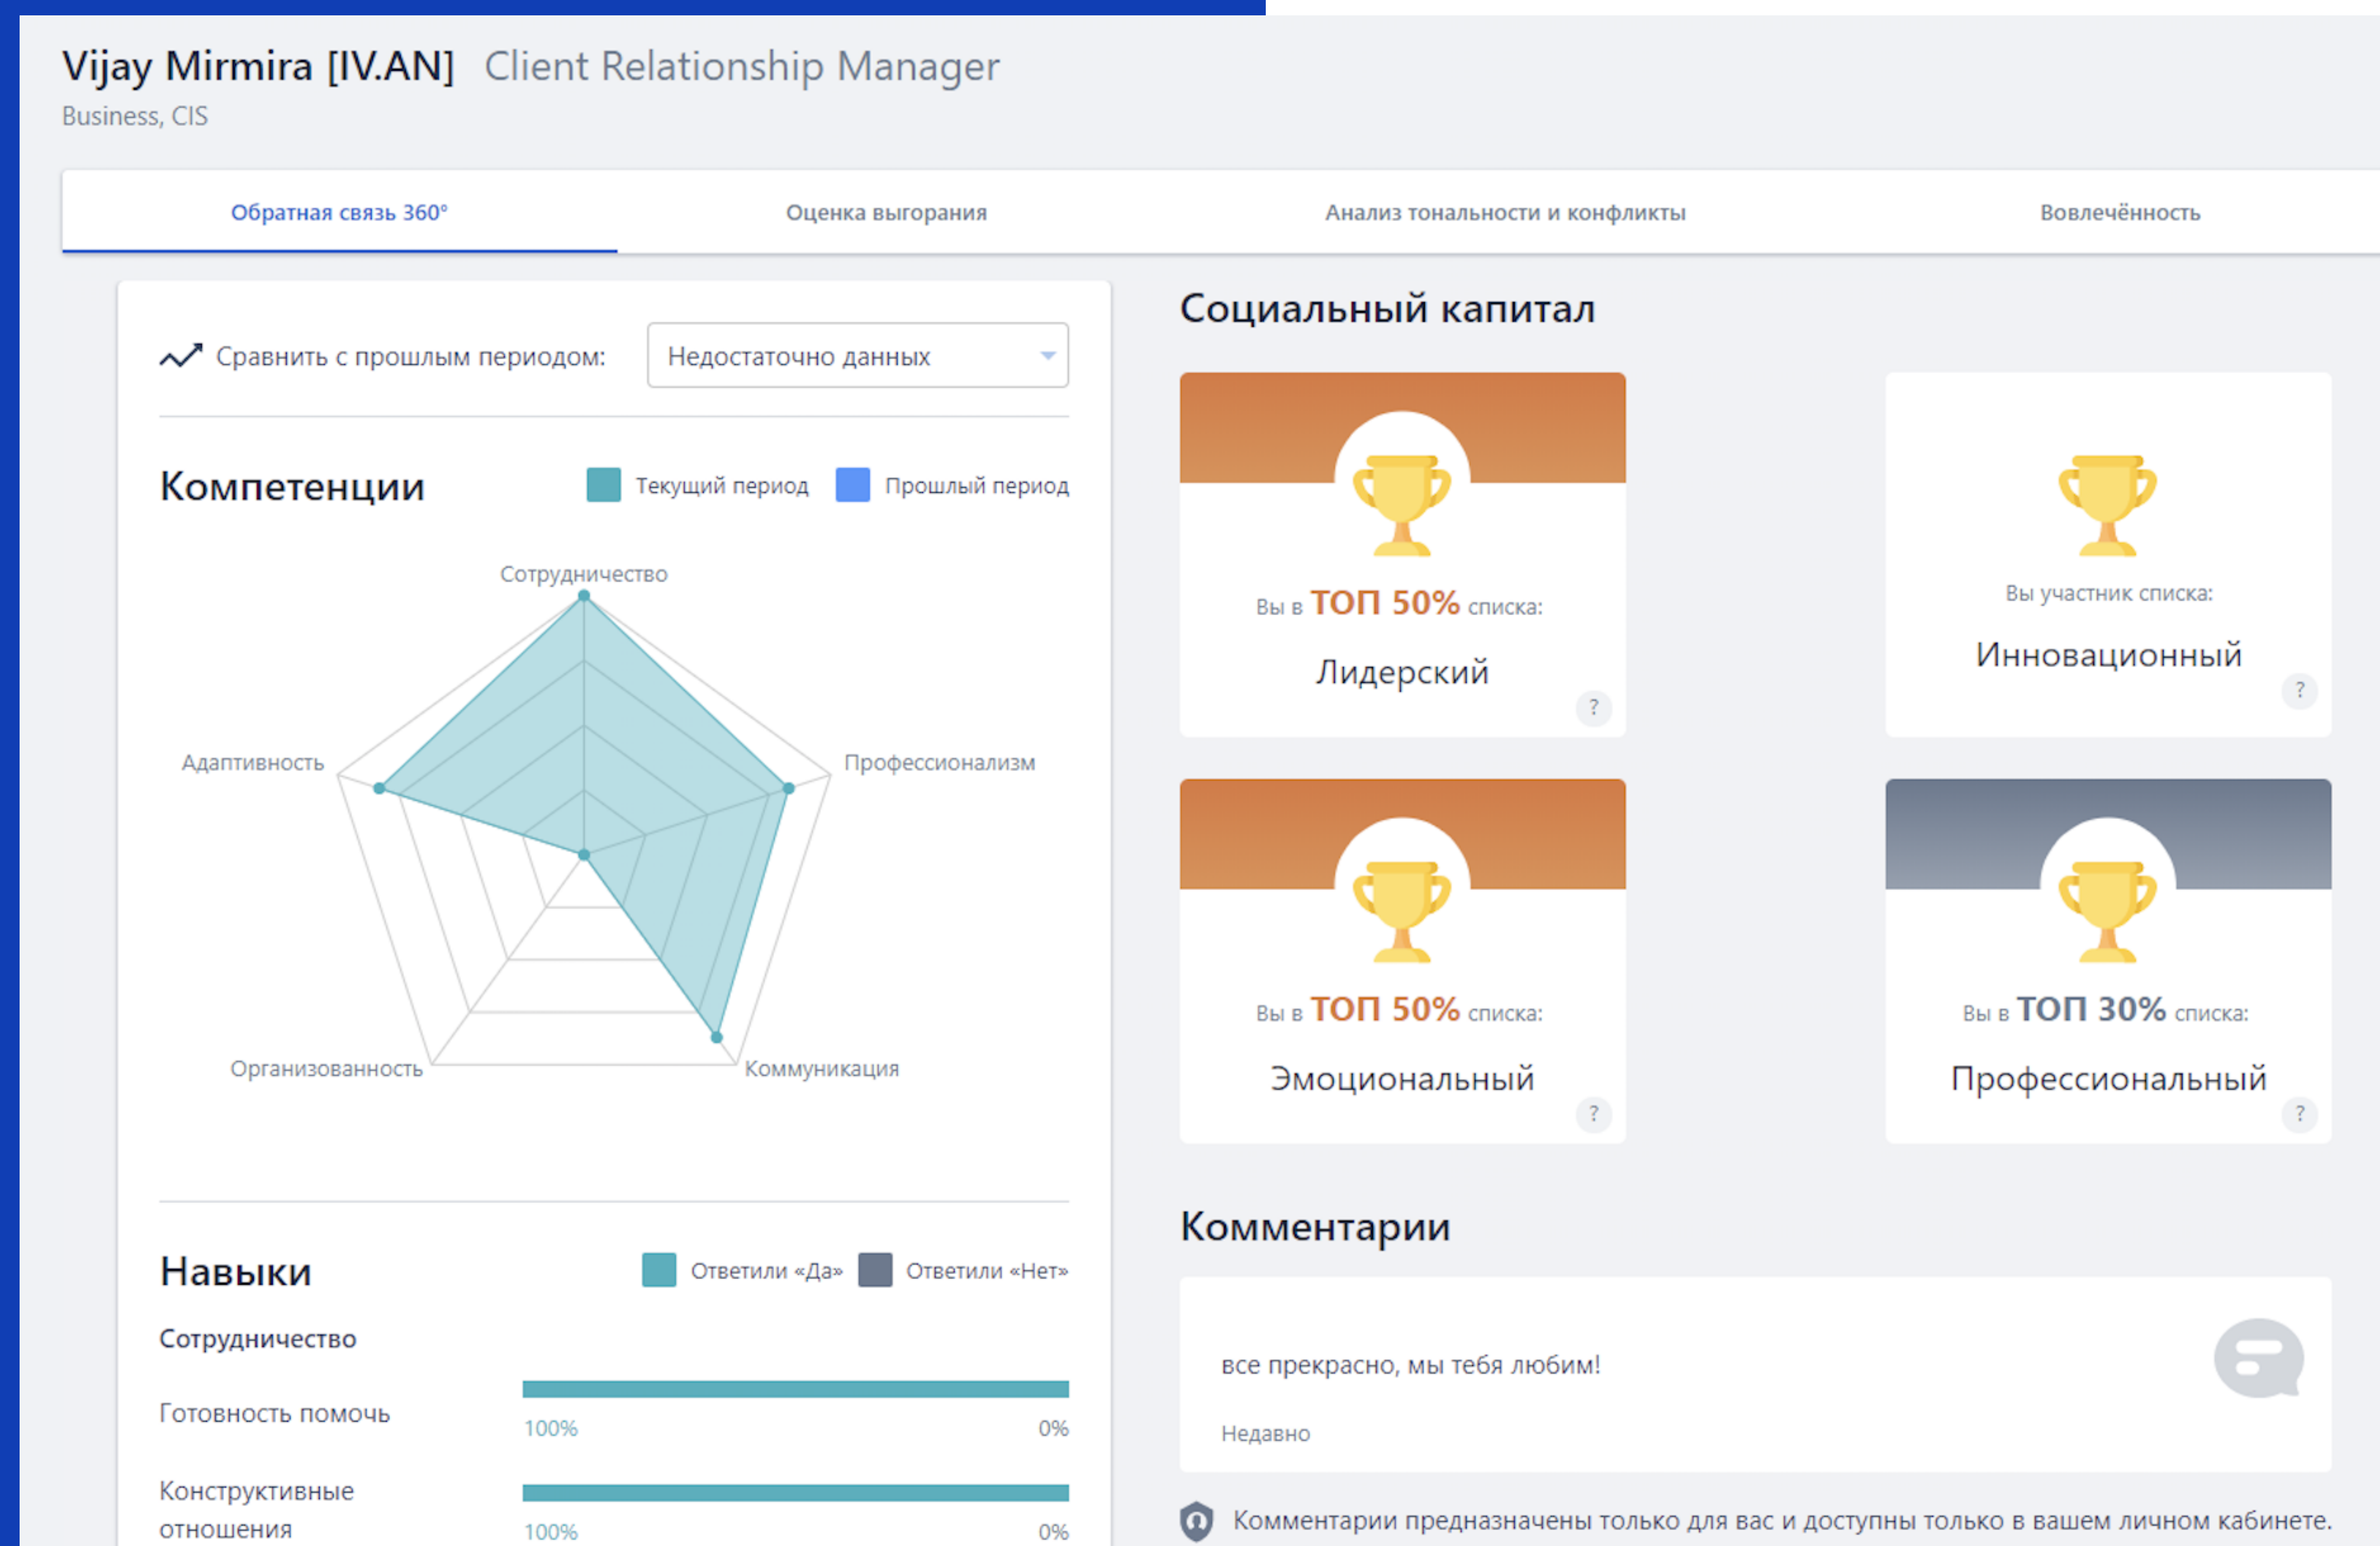 Vijay Mirmira [IV.AN] Client Relationship Manager
Business, CIS
Обратная связь 360° Оценка выгорания Анализ тональности и конфликты Вовлечённость
Сравнить с прошлым периодом: Недостаточно данных
Компетенции Текущий период Прошлый период
Сотрудничество
Адаптивность Профессионализм
Организованность Коммуникация
Навыки Ответили «Да» Ответили «Нет»
Сотрудничество
Готовность помочь
100% 0%
Конструктивные
отношения
100% 0%
Социальный капитал
Вы в ТОП 50% списка:
Лидерский
?
Вы участник списка:
Инновационный
?
Вы в ТОП 50% списка:
Эмоциональный
?
Вы в ТОП 30% списка:
Профессиональный
?
Комментарии
все прекрасно, мы тебя любим!
Недавно
Комментарии предназначены только для вас и доступны только в вашем личном кабинете.